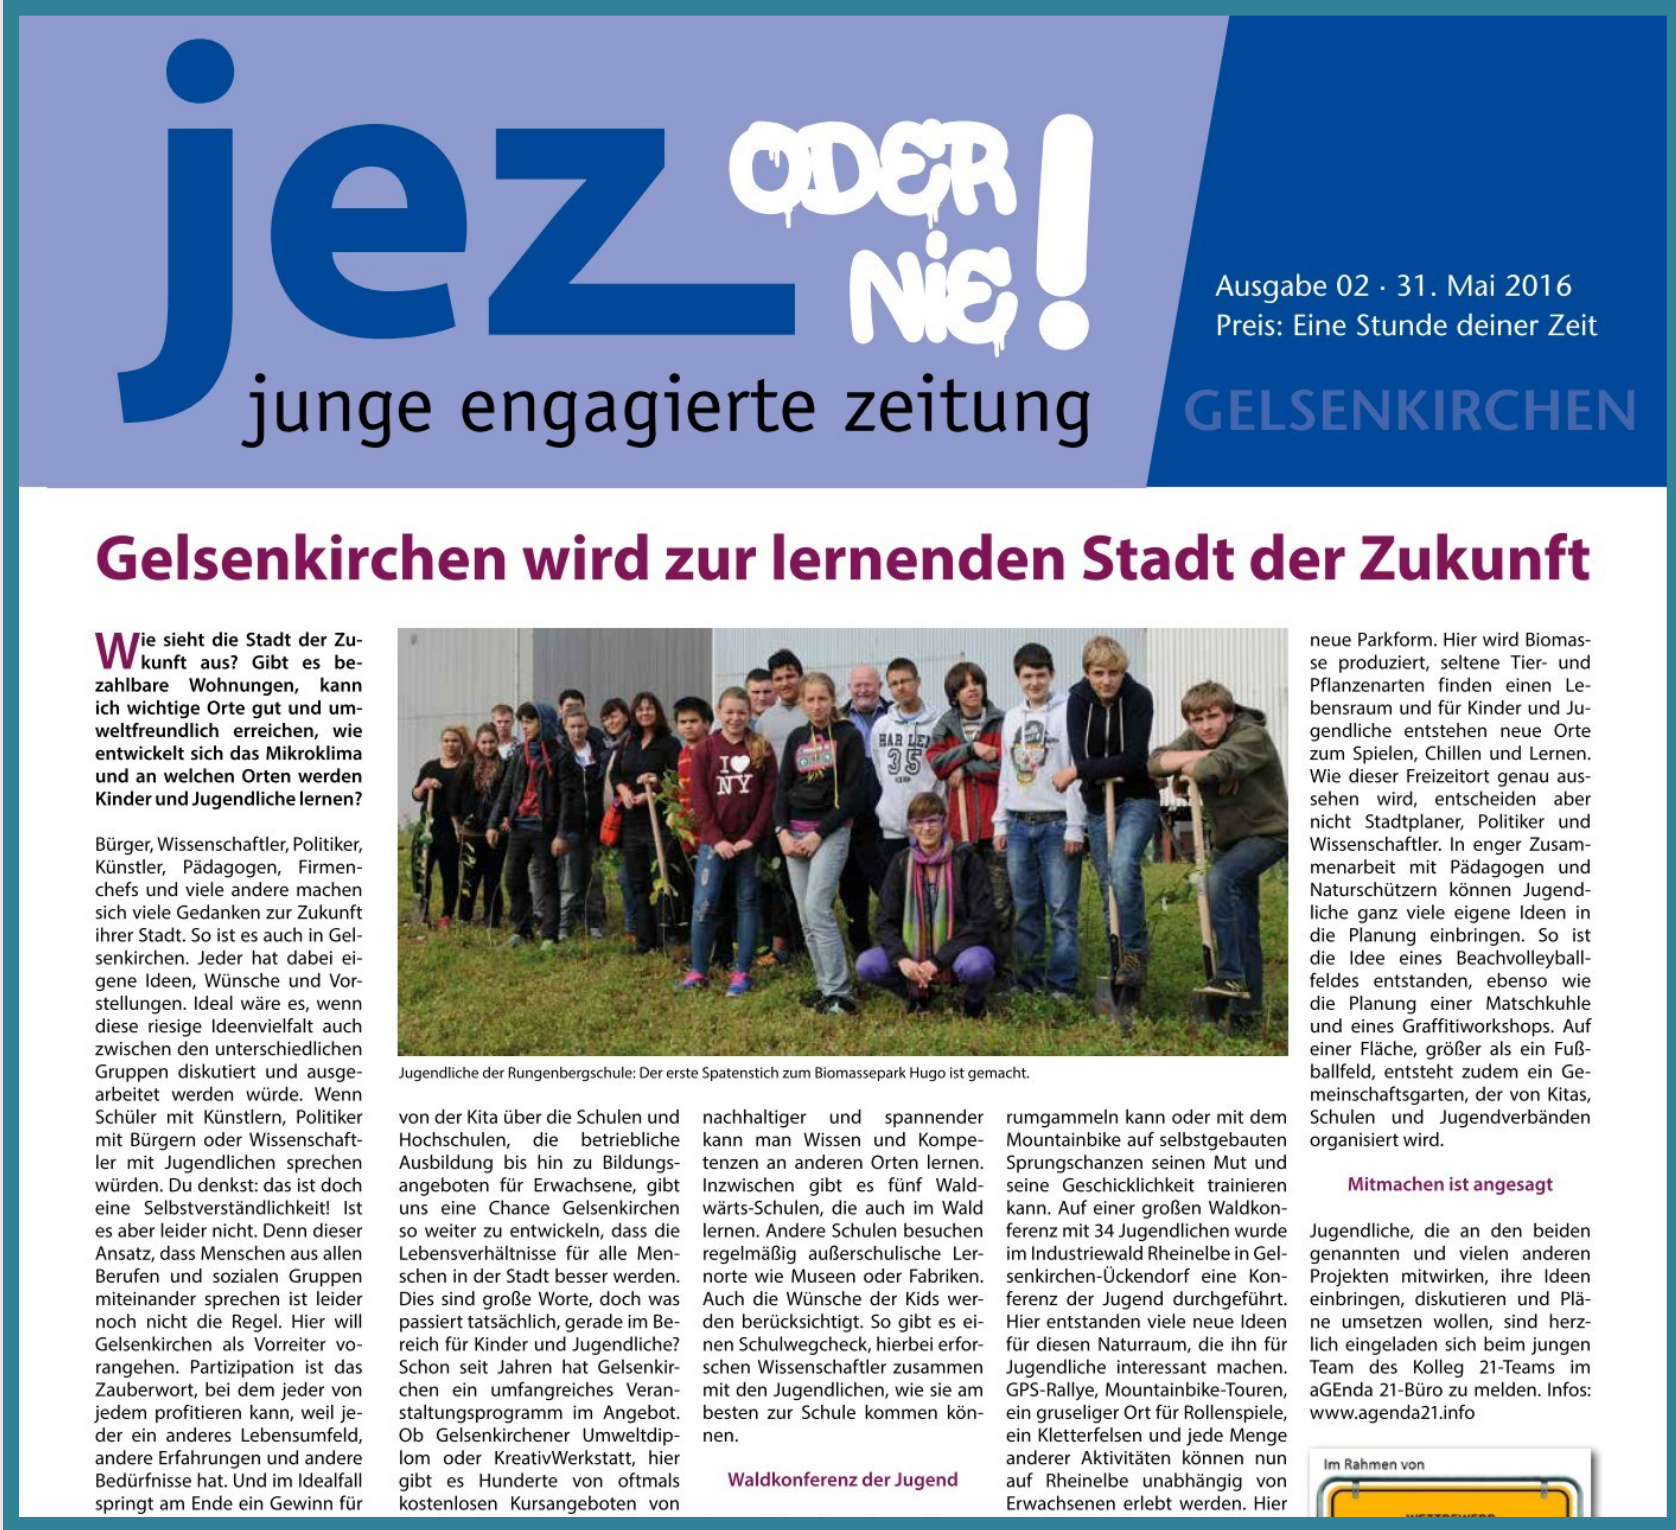 jez ODER NIE!
junge engagierte zeitung
Ausgabe 02 · 31. Mai 2016
Preis: Eine Stunde deiner Zeit
GELSENKIRCHEN
Gelsenkirchen wird zur lernenden Stadt der Zukunft
Wie sieht die Stadt der Zu-
kunft aus? Gibt es be-
zahlbare Wohnungen, kann
ich wichtige Orte gut und um-
weltfreundlich erreichen, wie
entwickelt sich das Mikroklima
und an welchen Orten werden
Kinder und Jugendliche lernen?
Bürger, Wissenschaftler, Politiker,
Künstler, Pädagogen, Firmen-
chefs und viele andere machen
sich viele Gedanken zur Zukunft
ihrer Stadt. So ist es auch in Gel-
senkirchen. Jeder hat dabei ei-
gene Ideen, Wünsche und Vor-
stellungen. Ideal wäre es, wenn
diese riesige Ideenvielfalt auch
zwischen den unterschiedlichen
Gruppen diskutiert und ausge-
arbeitet werden würde. Wenn
Schüler mit Künstlern, Politiker
mit Bürgern oder Wissenschaft-
ler mit Jugendlichen sprechen
würden. Du denkst: das ist doch
eine Selbstverständlichkeit! Ist
es aber leider nicht. Denn dieser
Ansatz, dass Menschen aus allen
Berufen und sozialen Gruppen
miteinander sprechen ist leider
noch nicht die Regel. Hier will
Gelsenkirchen als Vorreiter vo-
rangehen. Partizipation ist das
Zauberwort, bei dem jeder von
jedem profitieren kann, weil je-
der ein anderes Lebensumfeld,
andere Erfahrungen und andere
Bedürfnisse hat. Und im Idealfall
springt am Ende ein Gewinn für
I ♥
NY
HAR LE
35
Jugendliche der Rungenbergschule: Der erste Spatenstich zum Biomassepark Hugo ist gemacht.
von der Kita über die Schulen und
Hochschulen, die betriebliche
Ausbildung bis hin zu Bildungs-
angeboten für Erwachsene, gibt
uns eine Chance Gelsenkirchen
so weiter zu entwickeln, dass die
Lebensverhältnisse für alle Men-
schen in der Stadt besser werden.
Dies sind große Worte, doch was
passiert tatsächlich, gerade im Be-
reich für Kinder und Jugendliche?
Schon seit Jahren hat Gelsenkir-
chen ein umfangreiches Veran-
staltungsprogramm im Angebot.
Ob Gelsenkirchener Umweltdip-
lom oder KreativWerkstatt, hier
gibt es Hunderte von oftmals
kostenlosen Kursangeboten von
nachhaltiger und spannender
kann man Wissen und Kompe-
tenzen an anderen Orten lernen.
Inzwischen gibt es fünf Wald-
wärts-Schulen, die auch im Wald
lernen. Andere Schulen besuchen
regelmäßig außerschulische Ler-
norte wie Museen oder Fabriken.
Auch die Wünsche der Kids wer-
den berücksichtigt. So gibt es ei-
nen Schulwegcheck, hierbei erfor-
schen Wissenschaftler zusammen
mit den Jugendlichen, wie sie am
besten zur Schule kommen kön-
nen.
Waldkonferenz der Jugend
rumgammeln kann oder mit dem
Mountainbike auf selbstgebauten
Sprungschanzen seinen Mut und
seine Geschicklichkeit trainieren
kann. Auf einer großen Waldkon-
ferenz mit 34 Jugendlichen wurde
im Industriewald Rheinelbe in Gel-
senkirchen-Ückendorf eine Kon-
ferenz der Jugend durchgeführt.
Hier entstanden viele neue Ideen
für diesen Naturraum, die ihn für
Jugendliche interessant machen.
GPS-Rallye, Mountainbike-Touren,
ein gruseliger Ort für Rollenspiele,
ein Kletterfelsen und jede Menge
anderer Aktivitäten können nun
auf Rheinelbe unabhängig von
Erwachsenen erlebt werden. Hier
neue Parkform. Hier wird Biomas-
se produziert, seltene Tier- und
Pflanzenarten finden einen Le-
bensraum und für Kinder und Ju-
gendliche entstehen neue Orte
zum Spielen, Chillen und Lernen.
Wie dieser Freizeitort genau aus-
sehen wird, entscheiden aber
nicht Stadtplaner, Politiker und
Wissenschaftler. In enger Zusam-
menarbeit mit Pädagogen und
Naturschützern können Jugend-
liche ganz viele eigene Ideen in
die Planung einbringen. So ist
die Idee eines Beachvolleyball-
feldes entstanden, ebenso wie
die Planung einer Matschkuhle
und eines Graffitiworkshops. Auf
einer Fläche, größer als ein Fuß-
ballfeld, entsteht zudem ein Ge-
meinschaftsgarten, der von Kitas,
Schulen und Jugendverbänden
organisiert wird.
Mitmachen ist angesagt
Jugendliche, die an den beiden
genannten und vielen anderen
Projekten mitwirken, ihre Ideen
einbringen, diskutieren und Plä-
ne umsetzen wollen, sind herz-
lich eingeladen sich beim jungen
Team des Kolleg 21-Teams im
aGEnda 21-Büro zu melden. Infos:
www.agenda21.info
Im Rahmen von
WETTBEWERB